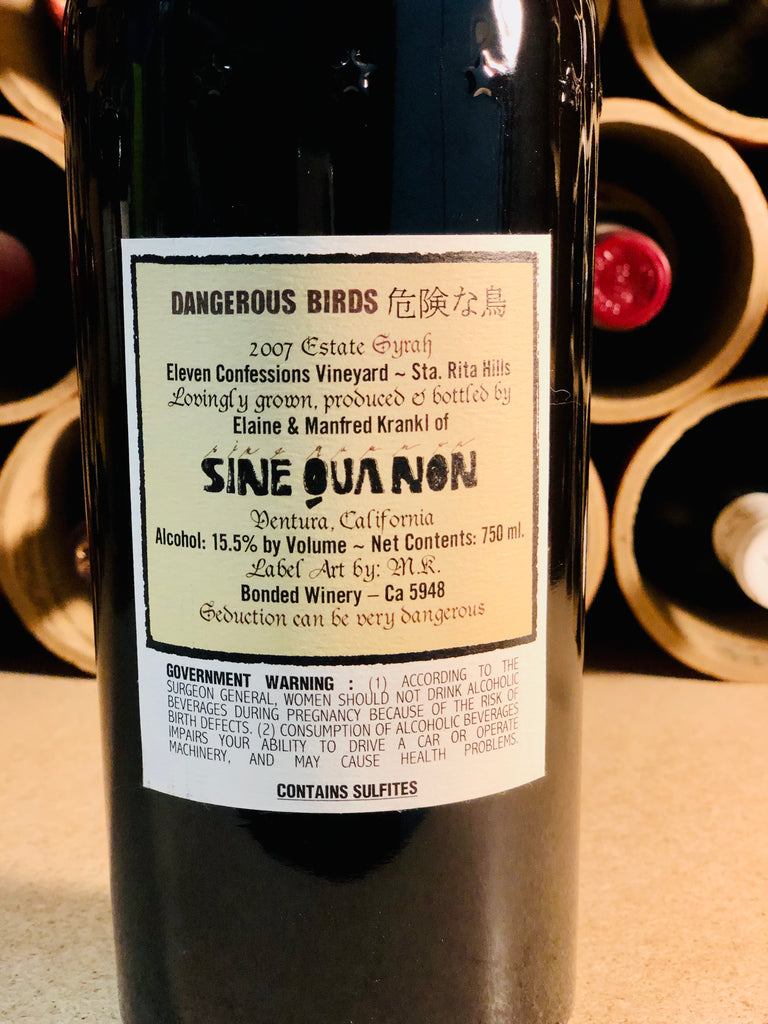 DANGEROUS BIRDS 危険な鳥
2007 Estate Syrah
Eleven Confessions Vineyard ~ Sta. Rita Hills
Lovingly grown, produced & bottled by
Elaine & Manfred Krankl of
sine qua non
SINE QUA NON
Ventura, California
Alcohol: 15.5% by Volume ~ Net Contents: 750 ml.
Label Art by: M.K.
Bonded Winery – Ca 5948
Seduction can be very dangerous
GOVERNMENT WARNING : (1) ACCORDING TO THE
SURGEON GENERAL, WOMEN SHOULD NOT DRINK ALCOHOLIC
BEVERAGES DURING PREGNANCY BECAUSE OF THE RISK OF
BIRTH DEFECTS. (2) CONSUMPTION OF ALCOHOLIC BEVERAGES
IMPAIRS YOUR ABILITY TO DRIVE A CAR OR OPERATE
MACHINERY, AND MAY CAUSE HEALTH PROBLEMS.
CONTAINS SULFITES